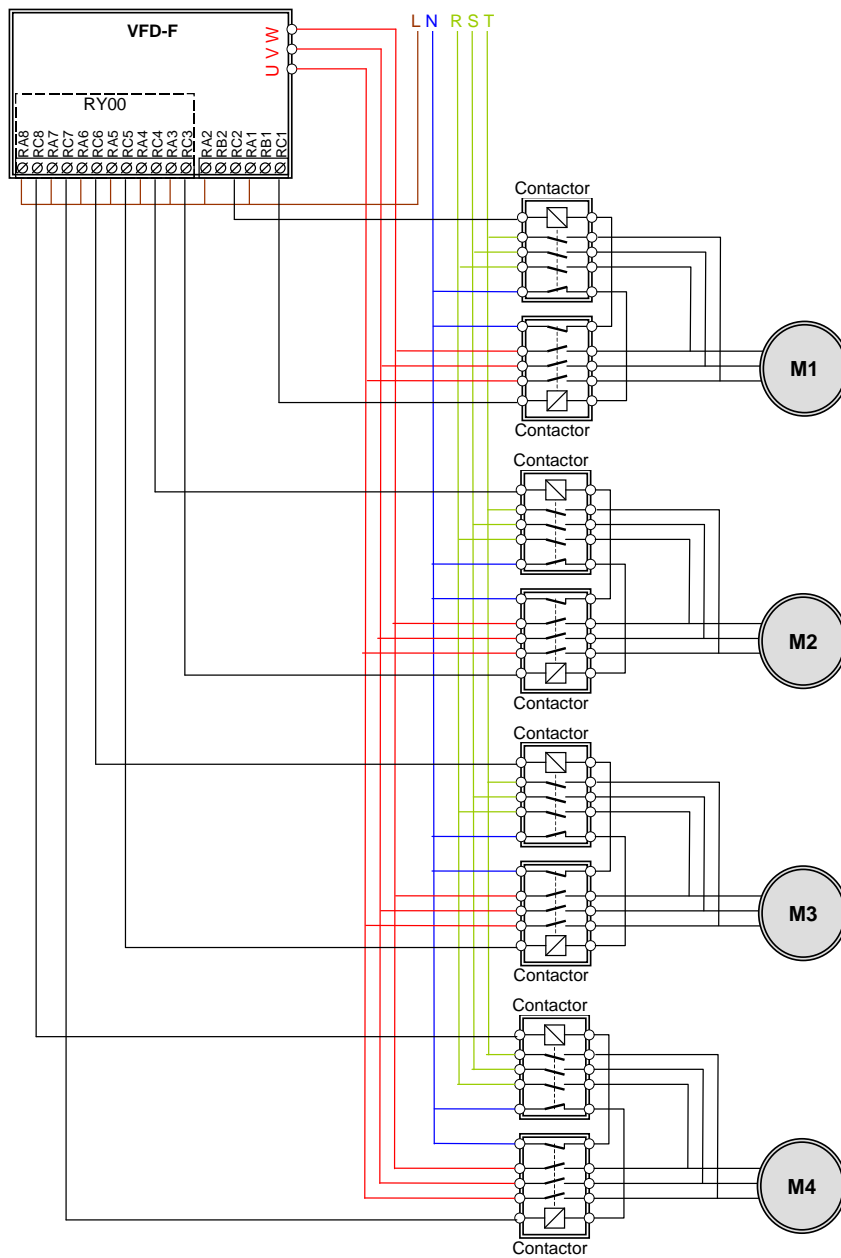 VFD-F
L N R S T
U V W
RY00
RA8
RC8
RA7
RC7
RA6
RC6
RA5
RC5
RA4
RC4
RA3
RC3
RA2
RB2
RC2
RA1
RB1
RC1
Contactor
M1
Contactor
Contactor
M2
Contactor
Contactor
M3
Contactor
Contactor
M4
Contactor